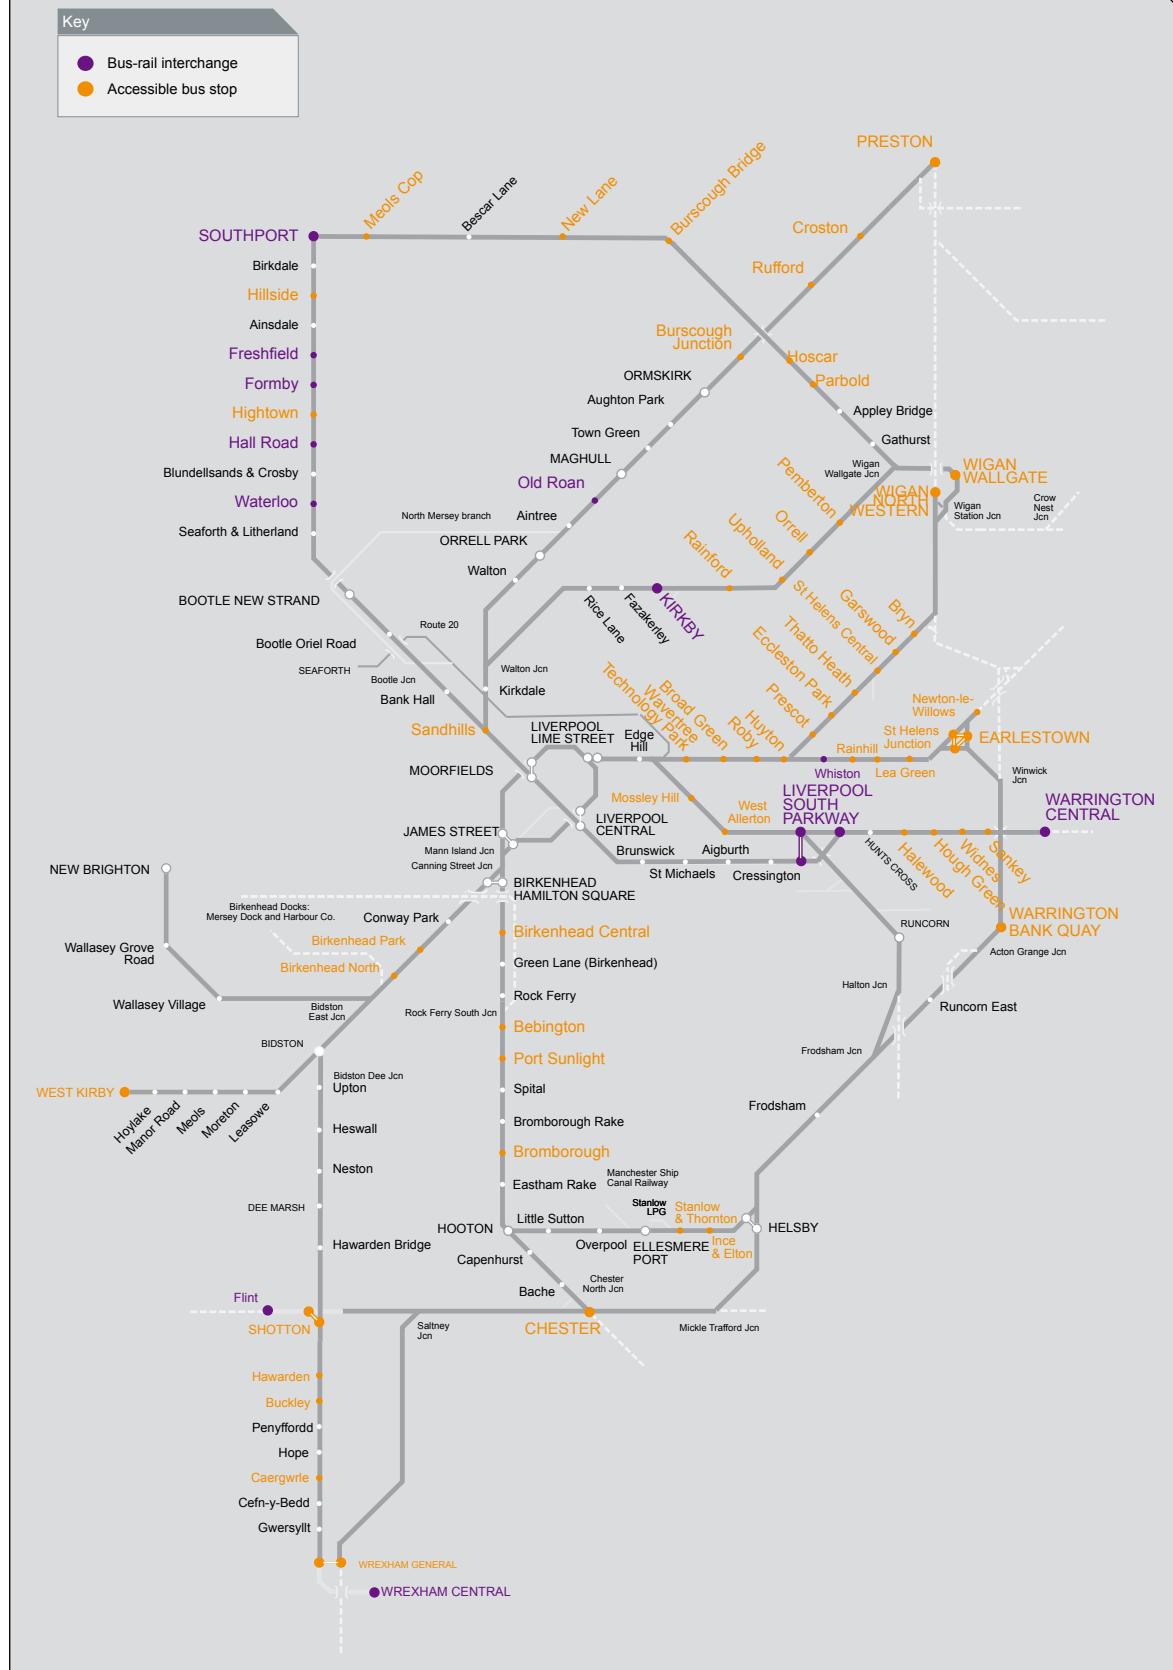 Key
Bus-rail interchange
Accessible bus stop
PRESTON
Meols Cop
Bescar Lane
New Lane
Burscough Bridge
Croston
Rufford
SOUTHPORT
Birkdale
Hillside
Ainsdale
Freshfield
Formby
Hightown
Hall Road
Blundellsands & Crosby
Waterloo
Seaforth & Litherland
BOOTLE NEW STRAND
Bootle Oriel Road
SEAFORTH
Bootle Jcn
Bank Hall
Sandhills
MOORFIELDS
Burscough
Junction
Hoscar
Parbold
Appley Bridge
Gathurst
Wigan
Wallgate Jcn
WIGAN
WALLGATE
WIGAN
NORTH
WESTERN
Wigan
Station Jcn
Crow
Nest
Jcn
ORMSKIRK
Aughton Park
Town Green
MAGHULL
Old Roan
Aintree
North Mersey branch
ORRELL PARK
Walton
Route 20
Walton Jcn
Kirkdale
Rice Lane
Fazakerley
KIRKBY
Rainford
Upholland
Orrell
Pemberton
Bryn
Garswood
St Helens Central
Thatto Heath
Eccleston Park
Prescot
Huyton
Roby
Broad Green
Wavertree
Technology Park
Edge
Hill
LIVERPOOL
LIME STREET
Newton-le-
Willows
St Helens
Junction
EARLESTOWN
Rainhill
Lea Green
Whiston
Winwick
Jcn
Mossley Hill
West
Allerton
LIVERPOOL
SOUTH
PARKWAY
WARRINGTON
CENTRAL
HUNTS CROSS
Halewood
Hough Green
Widnes
Sankey
WARRINGTON
BANK QUAY
Acton Grange Jcn
JAMES STREET
Mann Island Jcn
Canning Street Jcn
LIVERPOOL
CENTRAL
Brunswick
St Michaels
Aigburth
Cressington
RUNCORN
Halton Jcn
Runcorn East
Frodsham Jcn
Frodsham
NEW BRIGHTON
Wallasey Grove
Road
Wallasey Village
Birkenhead Docks:
Mersey Dock and Harbour Co.
BIRKENHEAD
HAMILTON SQUARE
Conway Park
Birkenhead Park
Birkenhead North
Bidston
East Jcn
BIDSTON
Bidston Dee Jcn
WEST KIRBY
Hoylake
Manor Road
Meols
Moreton
Leasowe
Birkenhead Central
Green Lane (Birkenhead)
Rock Ferry
Rock Ferry South Jcn
Bebington
Port Sunlight
Spital
Bromborough Rake
Bromborough
Eastham Rake
HOOTON
Little Sutton
Overpool
ELLESMERE
PORT
Manchester Ship
Canal Railway
Stanlow
LPG
Stanlow
& Thornton
Ince
& Elton
HELSBY
Capenhurst
Bache
Chester
North Jcn
CHESTER
Mickle Trafford Jcn
Upton
Heswall
Neston
DEE MARSH
Hawarden Bridge
Flint
SHOTTON
Saltney
Jcn
Hawarden
Buckley
Penyffordd
Hope
Caergwrle
Cefn-y-Bedd
Gwersyllt
WREXHAM GENERAL
WREXHAM CENTRAL